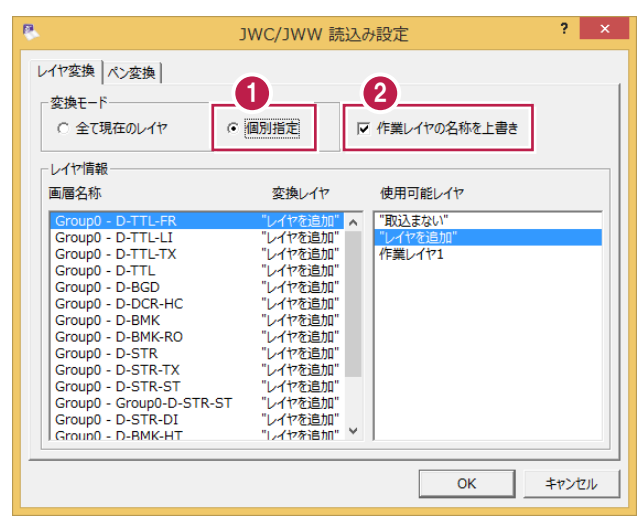 JWC/JWW 読込み設定
? ×
レイヤ変換 ペン変換
1 2
変換モード
全て現在のレイヤ 個別指定 作業レイヤの名称を上書き
レイヤ情報
画層名称 変換レイヤ 使用可能レイヤ
Group0 - D-TTL-FR "レイヤを追加" "取込まない"
Group0 - D-TTL-LI "レイヤを追加" "レイヤを追加"
Group0 - D-TTL-TX "レイヤを追加" 作業レイヤ1
Group0 - D-TTL "レイヤを追加"
Group0 - D-BGD "レイヤを追加"
Group0 - D-DCR-HC "レイヤを追加"
Group0 - D-BMK "レイヤを追加"
Group0 - D-BMK-RO "レイヤを追加"
Group0 - D-STR "レイヤを追加"
Group0 - D-STR-TX "レイヤを追加"
Group0 - D-STR-ST "レイヤを追加"
Group0 - Group0-D-STR-ST "レイヤを追加"
Group0 - D-STR-DI "レイヤを追加"
Group0 - D-BMK-HT "レイヤを追加"
OK キャンセル